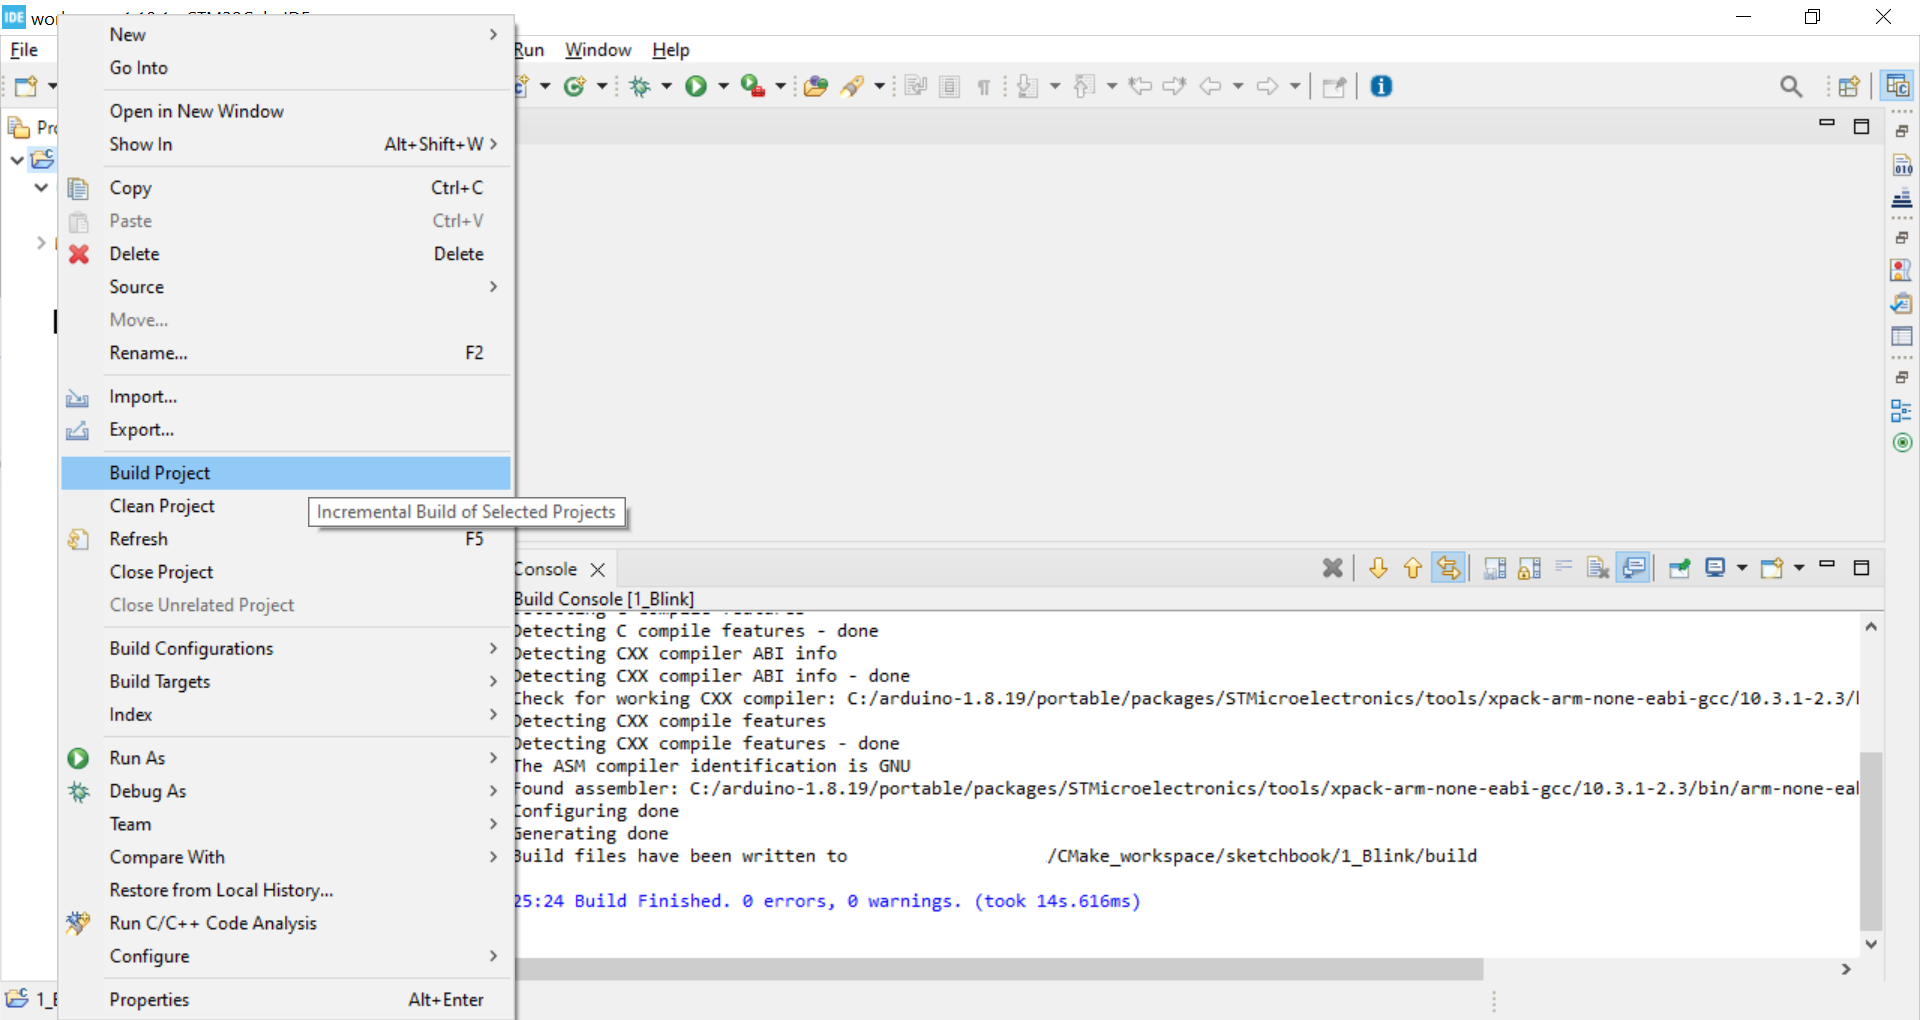 IDE
File
Run Window Help
New
Go Into
Open in New Window
Show In Alt+Shift+W
Copy Ctrl+C
Paste Ctrl+V
Delete Delete
Source
Move...
Rename... F2
Import...
Export...
Build Project
Clean Project
Incremental Build of Selected Projects
Refresh F5
Close Project
Close Unrelated Project
Build Configurations
Build Targets
Index
Run As
Debug As
Team
Compare With
Restore from Local History...
Run C/C++ Code Analysis
Configure
Properties Alt+Enter
Console
Build Console [1_Blink]
Detecting C compile features - done
Detecting CXX compiler ABI info
Detecting CXX compiler ABI info - done
Check for working CXX compiler: C:/arduino-1.8.19/portable/packages/STMicroelectronics/tools/xpack-arm-none-eabi-gcc/10.3.1-2.3/
Detecting CXX compile features
Detecting CXX compile features - done
The ASM compiler identification is GNU
Found assembler: C:/arduino-1.8.19/portable/packages/STMicroelectronics/tools/xpack-arm-none-eabi-gcc/10.3.1-2.3/bin/arm-none-eab
Configuring done
Generating done
Build files have been written to /CMake_workspace/sketchbook/1_Blink/build
25:24 Build Finished. 0 errors, 0 warnings. (took 14s.616ms)